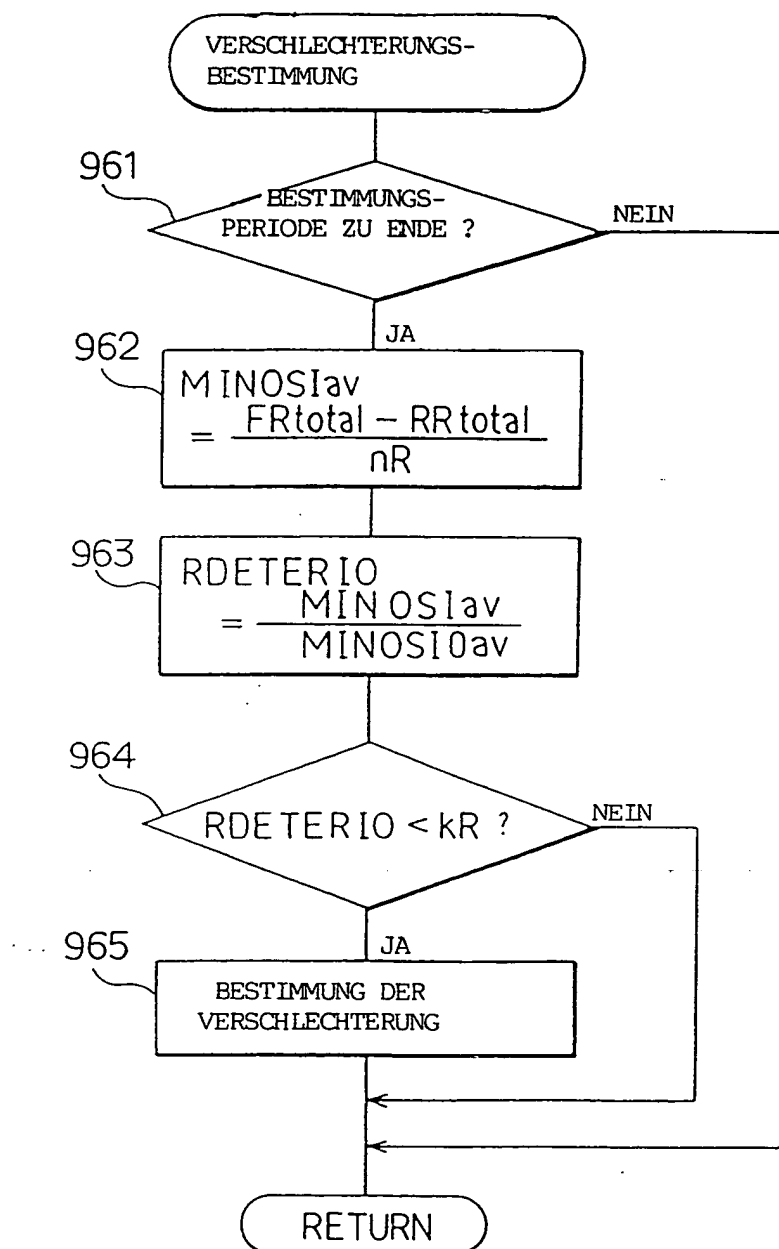 VERSCHLECHTERUNGS-
BESTIMMUNG
961
BESTIMMUNGS-
PERIODE ZU ENDE ?
NEIN
JA
962
MINOSIav
= FRtotal - RRtotal
nR
963
RDETERIO
= MINOSIav
MINOSI0av
964
RDETERIO < kR ?
NEIN
JA
965
BESTIMMUNG DER
VERSCHLECHTERUNG
RETURN